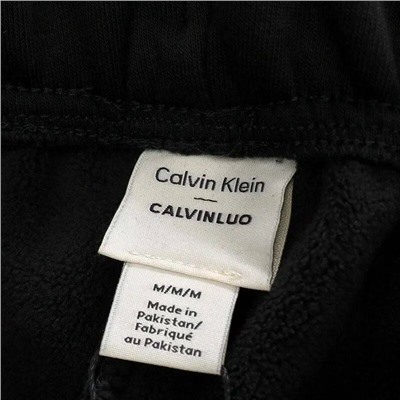 Calvin Klein
CALVINLUO
M/M/M
Made in
Pakistan/
Fabriqué
au Pakistan